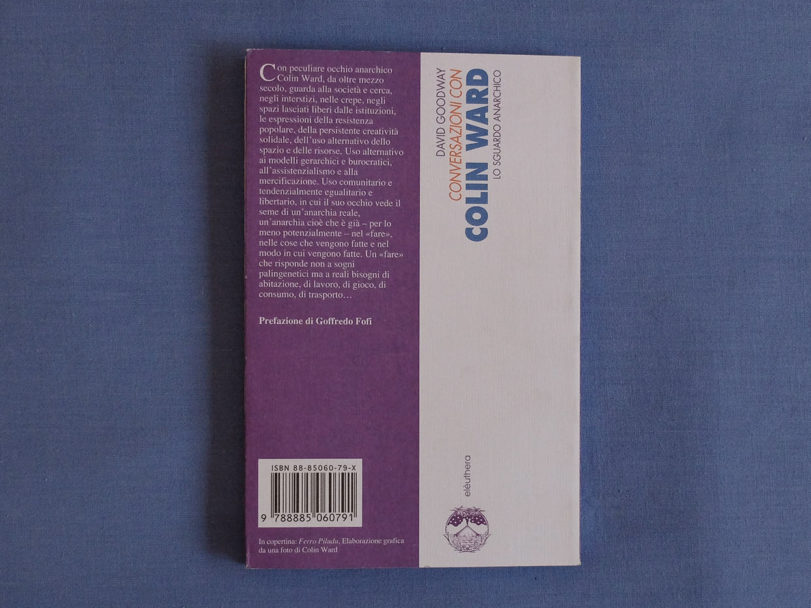 Con peculiare occhio anarchico
Colin Ward, da oltre mezzo
secolo, guarda alla società e cerca,
negli interstizi, nelle crepe, negli
spazi lasciati liberi dalle istituzioni,
le espressioni della resistenza
popolare, della persistente creatività
solidale, dell'uso alternativo dello
spazio e delle risorse. Uso alternativo
ai modelli gerarchici e burocratici,
all'assistenzialismo e alla
mercificazione. Uso comunitario e
tendenzialmente egualitario e
libertario, in cui il suo occhio vede il
seme di un'anarchia reale,
un'anarchia cioè che è già – per lo
meno potenzialmente – nel «fare»,
nelle cose che vengono fatte e nel
modo in cui vengono fatte. Un «fare»
che risponde non a sogni
palingenetici ma a reali bisogni di
abitazione, di lavoro, di gioco, di
consumo, di trasporto…
Prefazione di Goffredo Fofi
ISBN 88-85060-79-X
9 788885 060791
In copertina: Ferro Piludu, Elaborazione grafica
da una foto di Colin Ward
DAVID GOODWAY
CONVERSAZIONI CON
COLIN WARD
LO SGUARDO ANARCHICO
elèuthera